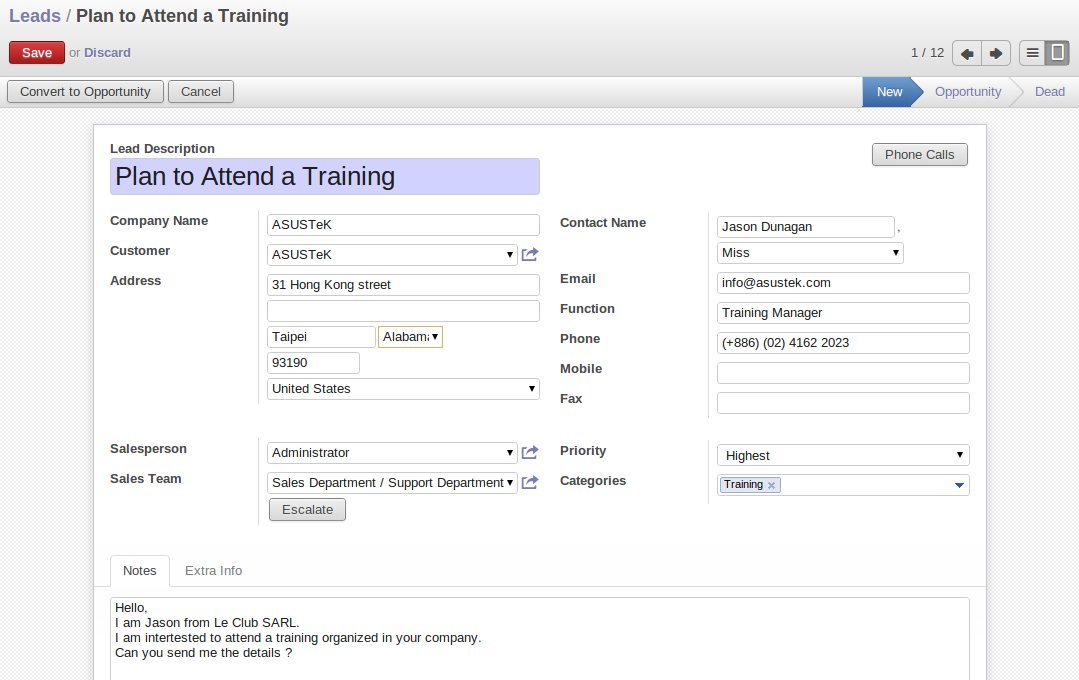 Leads / Plan to Attend a Training
Save or Discard
1 / 12
Convert to Opportunity Cancel
New Opportunity Dead
Lead Description
Plan to Attend a Training
Phone Calls
Company Name ASUSTeK
Customer ASUSTeK
Address 31 Hong Kong street
Taipei Alabama
93190
United States
Contact Name Jason Dunagan ,
Miss
Email info@asustek.com
Function Training Manager
Phone (+886) (02) 4162 2023
Mobile
Fax
Salesperson Administrator
Sales Team Sales Department / Support Department
Escalate
Priority Highest
Categories Training x
Notes Extra Info
Hello,
I am Jason from Le Club SARL.
I am intertested to attend a training organized in your company.
Can you send me the details ?